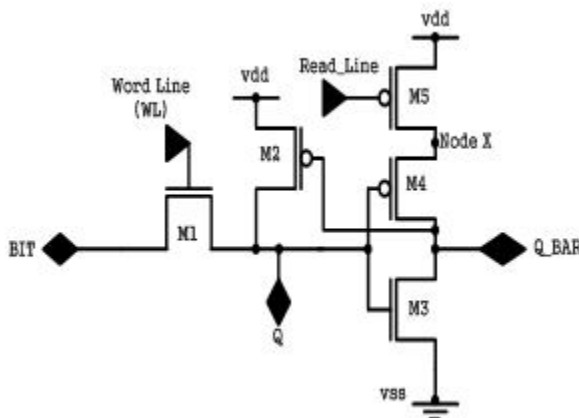 vdd
Read_Line
vdd
Word Line
(WL)
M5
Node X
M2
M4
M1
BIT
Q_BAR
M3
Q
vss